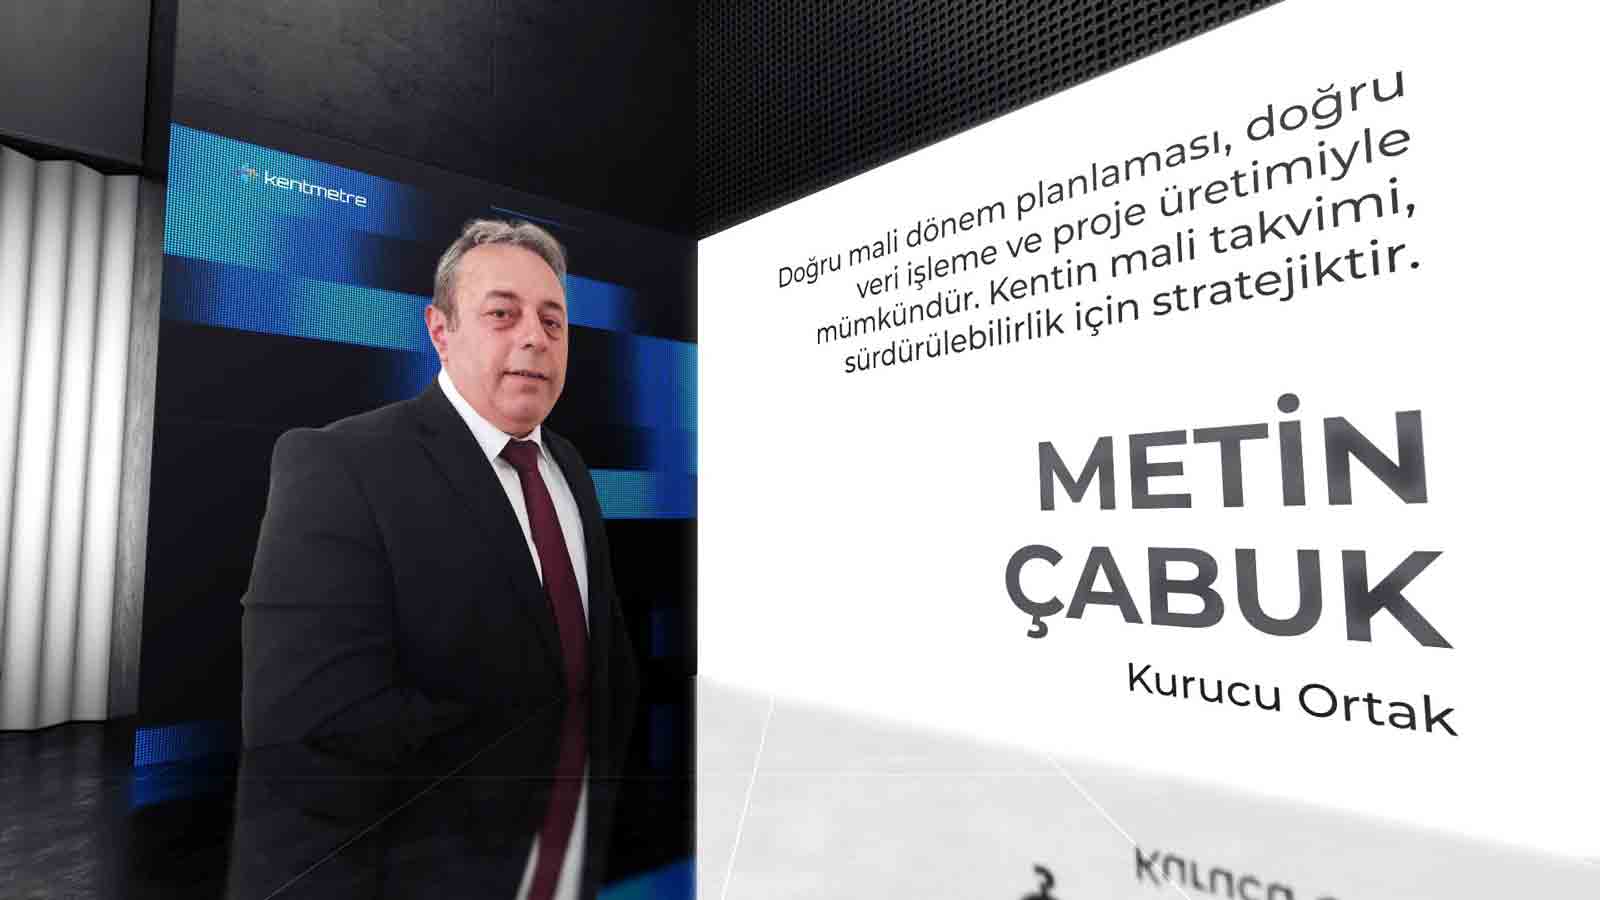 kentmetre
Doğru mali dönem planlaması, doğru
veri işleme ve proje üretimiyle
mümkündür. Kentin mali takvimi,
sürdürülebilirlik için stratejiktir.
METİN
ÇABUK
Kurucu Ortak